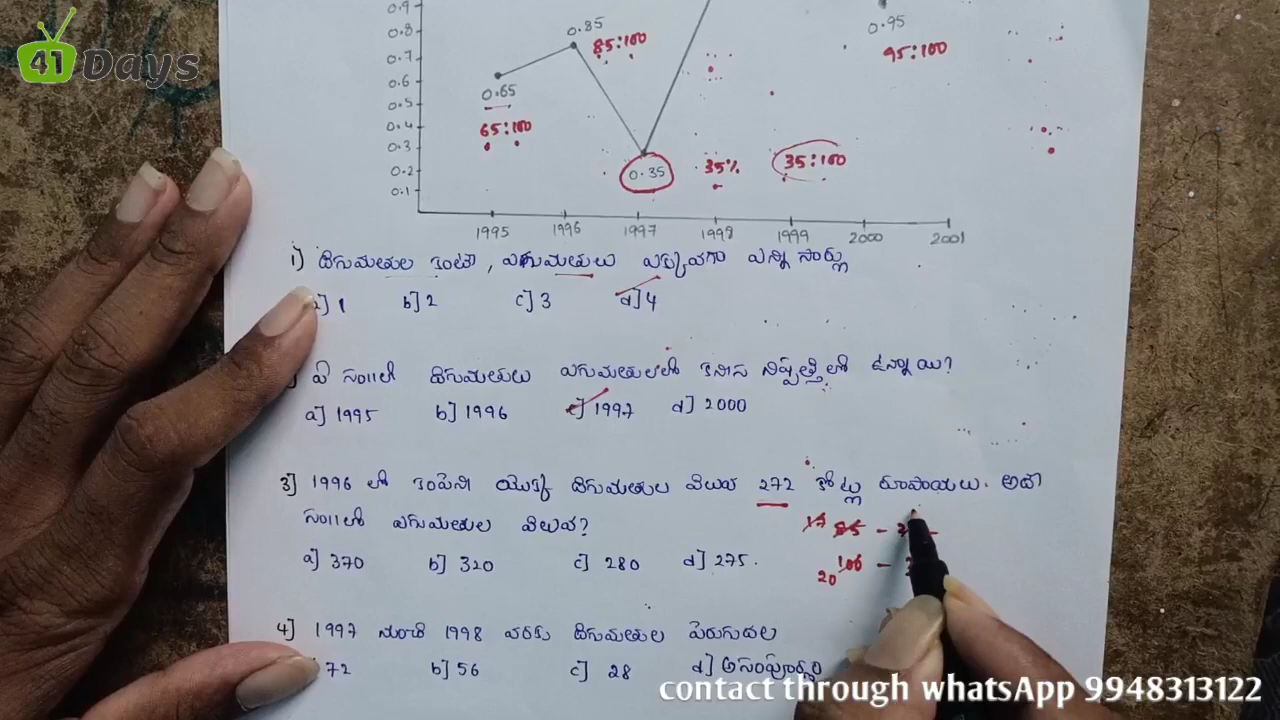 41 Days
0.9
0.8
0.7
0.6
0.5
0.4
0.3
0.2
0.1
0.85
85:100
0.65
65:100
0.35
35%
35:100
0.95
95:100
1995 1996 1997 1998 1999 2000 2001
1) దిగుమతుల కంటే, ఎగుమతులు ఎక్కువగా ఎన్ని సార్లు
a] 1 b] 2 c] 3 d] 4
ఏ సం॥లో దిగుమతులు ఎగుమతులలో కనీస నిష్పత్తిలో ఉన్నాయి?
a] 1995 b] 1996 c] 1997 d] 2000
3] 1996 లో కంపెనీ యొక్క దిగుమతుల విలువ 272 కోట్లు రూపాయలు. అదే
సం॥లో ఎగుమతుల విలువ?
17 85 -
20 100 -
a] 370 b] 320 c] 280 d] 275.
4] 1997 నుండి 1998 వరకు దిగుమతుల పెరుగుదల
72 b] 56 c] 28 d] అసంపూర్ణం
contact through whatsApp 9948313122